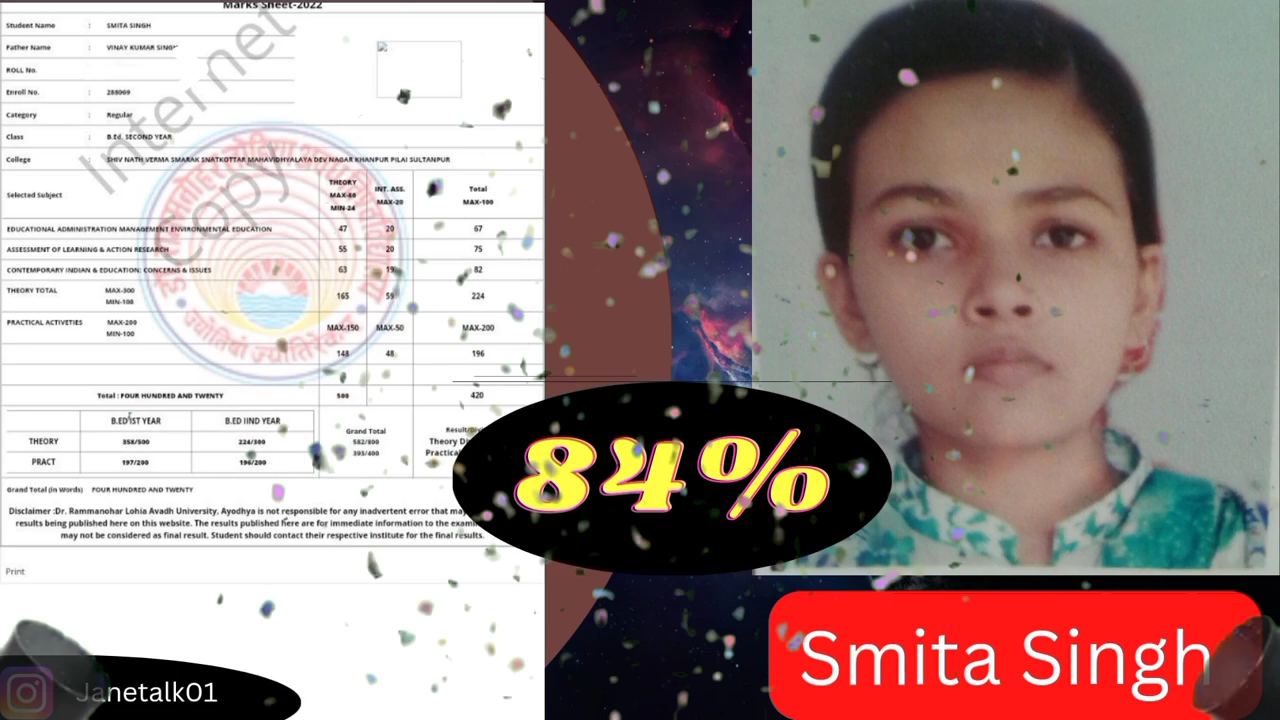 Marks Sheet-2022
Student Name : SMITA SINGH
Father Name : VINAY KUMAR SINGH
ROLL No.
Enroll No. : 288069
Category : Regular
Class : B.Ed. SECOND YEAR
College : SHIV NATH VERMA SMARAK SNATKOTTAR MAHAVIDHYALAYA DEV NAGAR KHANPUR PILAI SULTANPUR
Internet Copy
Selected Subject THEORY MAX-80 MIN-24 INT. ASS. MAX-20 Total MAX-100
EDUCATIONAL ADMINISTRATION MANAGEMENT ENVIRONMENTAL EDUCATION 47 20 67
ASSESSMENT OF LEARNING & ACTION RESEARCH 55 20 75
CONTEMPORARY INDIAN & EDUCATION: CONCERNS & ISSUES 63 19 82
THEORY TOTAL MAX-300 MIN-108 165 59 224
PRACTICAL ACTIVETIES MAX-200 MIN-100 MAX-150 MAX-50 MAX-200
148 48 196
Total : FOUR HUNDRED AND TWENTY 500 420
B.ED IST YEAR B.ED IIND YEAR Grand Total
THEORY 358/500 224/300 582/800 Theory
PRACT 197/200 196/200 393/400
Grand Total (in Words) FOUR HUNDRED AND TWENTY
Disclaimer :Dr. Rammanohar Lohia Avadh University, Ayodhya is not responsible for any inadvertent error that may
results being published here on this website. The results published here are for immediate information to the
may not be considered as final result. Student should contact their respective institute for the final results.
Print
84%
Smita Singh
Janetalk01